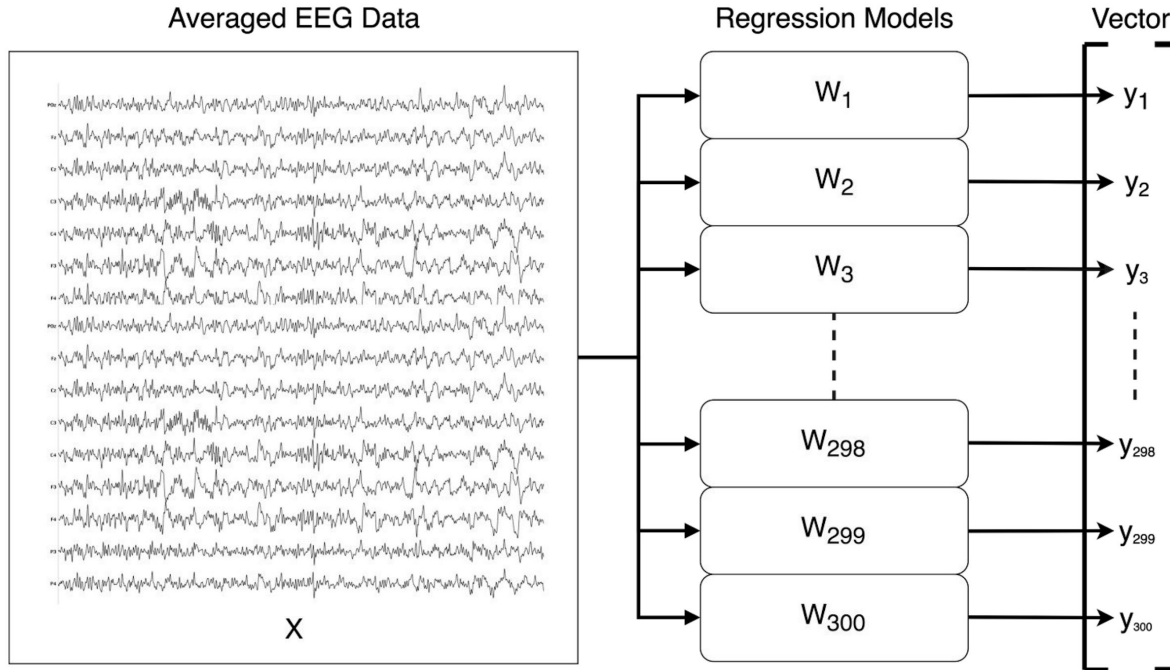 Averaged EEG Data
Regression Models
Vector
W1
y1
W2
y2
W3
y3
W298
y298
W299
y299
W300
y300
X